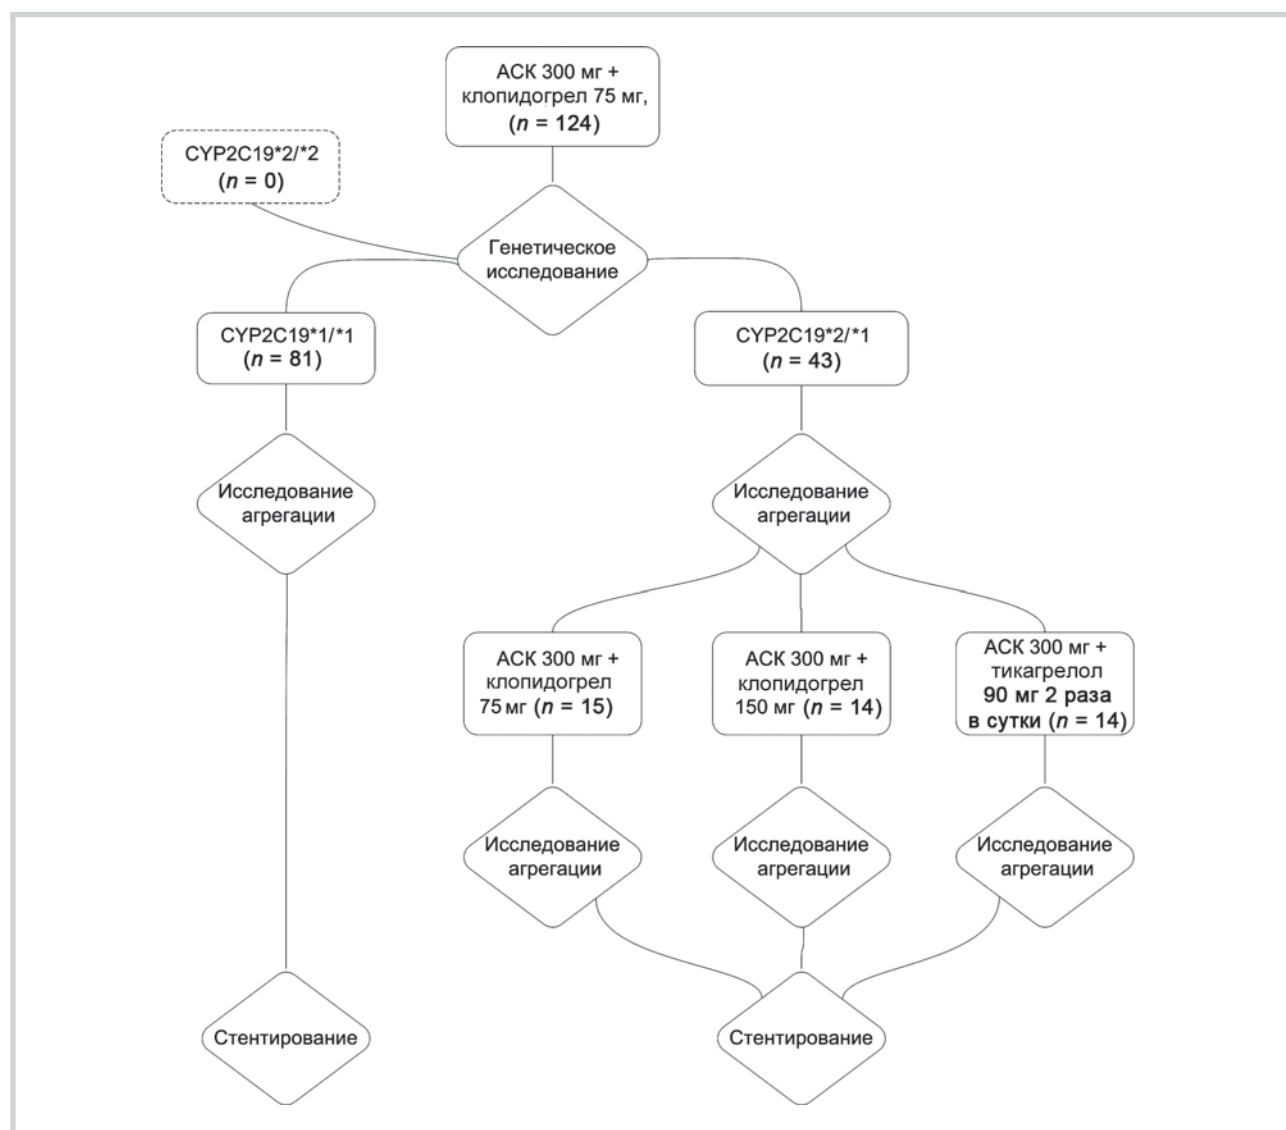 АСК 300 мг +
клопидогрел 75 мг,
(n = 124)
CYP2C19*2/*2
(n = 0)
Генетическое
исследование
CYP2C19*1/*1
(n = 81)
CYP2C19*2/*1
(n = 43)
Исследование
агрегации
Исследование
агрегации
АСК 300 мг +
клопидогрел
75 мг (n = 15)
АСК 300 мг +
клопидогрел
150 мг (n = 14)
АСК 300 мг +
тикагрелол
90 мг 2 раза
в сутки (n = 14)
Исследование
агрегации
Исследование
агрегации
Исследование
агрегации
Стентирование
Стентирование